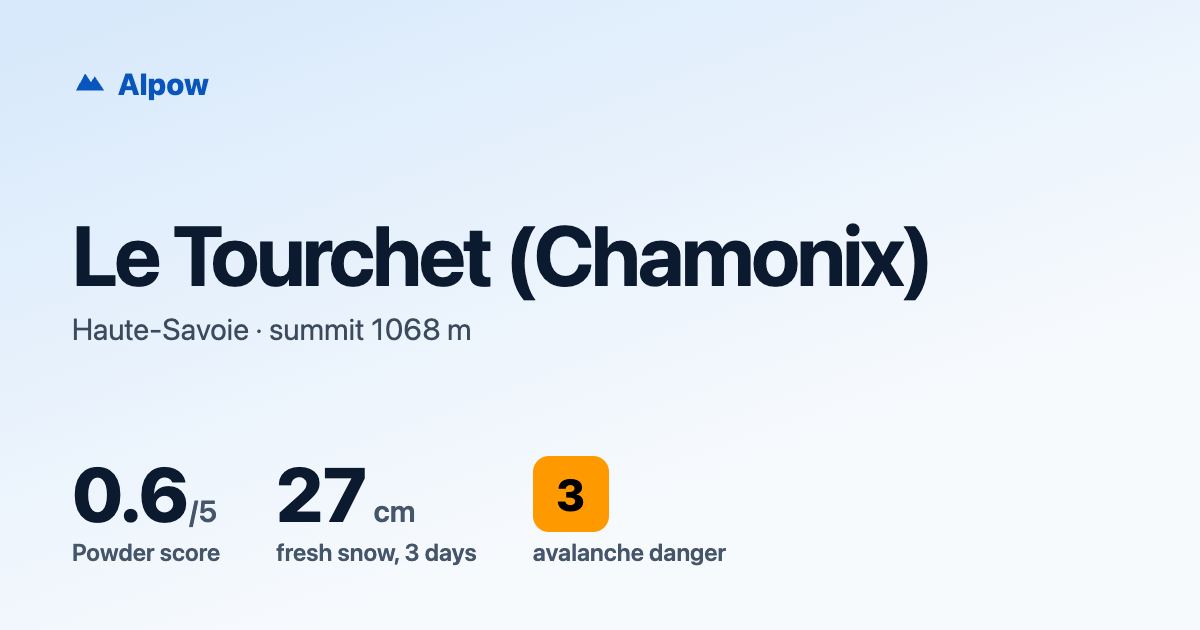 Alpow
Le Tourchet (Chamonix)
Haute-Savoie · summit 1068 m
0.6/5
Powder score
27 cm
fresh snow, 3 days
3
avalanche danger